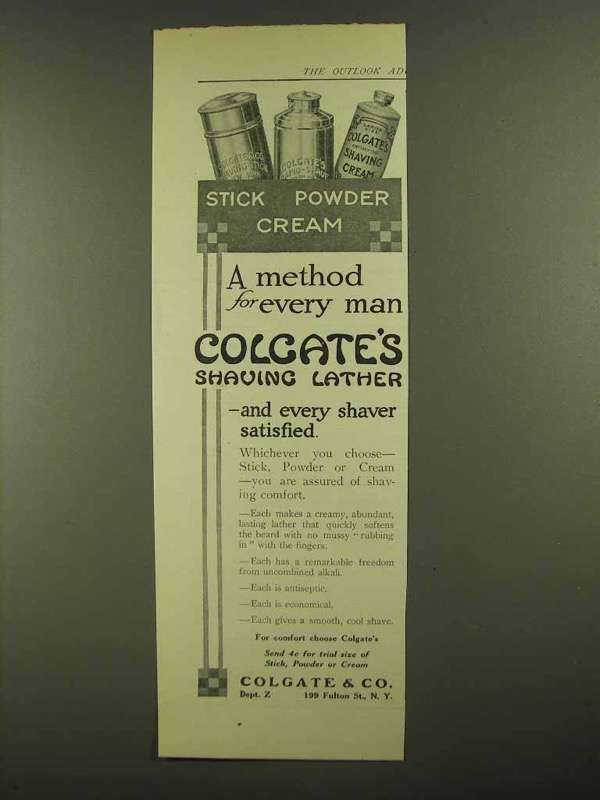 THE OUTLOOK AD
COLGATE'S
SHAVING
CREAM
COLGATE'S
STICK POWDER
CREAM
A method
for every man
COLGATE'S
SHAVING LATHER
—and every shaver
satisfied.
Whichever you choose—
Stick, Powder or Cream
—you are assured of shav-
ing comfort.
—Each makes a creamy, abundant,
lasting lather that quickly softens
the beard with no mussy "rubbing
in" with the fingers.
—Each has a remarkable freedom
from uncombined alkali.
—Each is antiseptic.
—Each is economical.
—Each gives a smooth, cool shave.
For comfort choose Colgate's
Send 4c for trial size of
Stick, Powder or Cream
COLGATE & CO.
Dept. Z 199 Fulton St., N. Y.